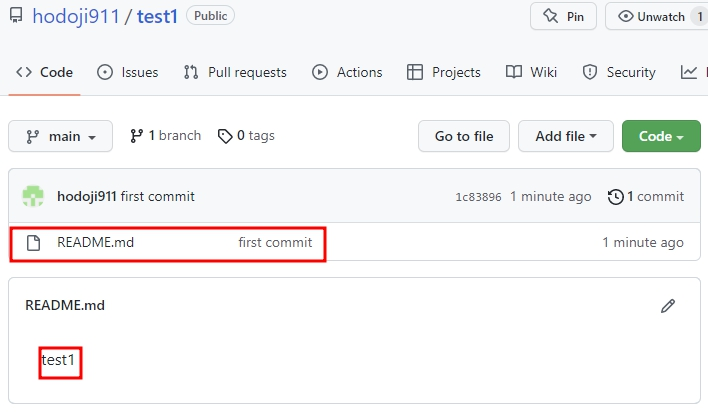 hodoji911 / test1 Public Pin Unwatch 1
Code Issues Pull requests Actions Projects Wiki Security
main 1 branch 0 tags Go to file Add file Code
hodoji911 first commit 1c83896 1 minute ago 1 commit
README.md first commit 1 minute ago
README.md
test1